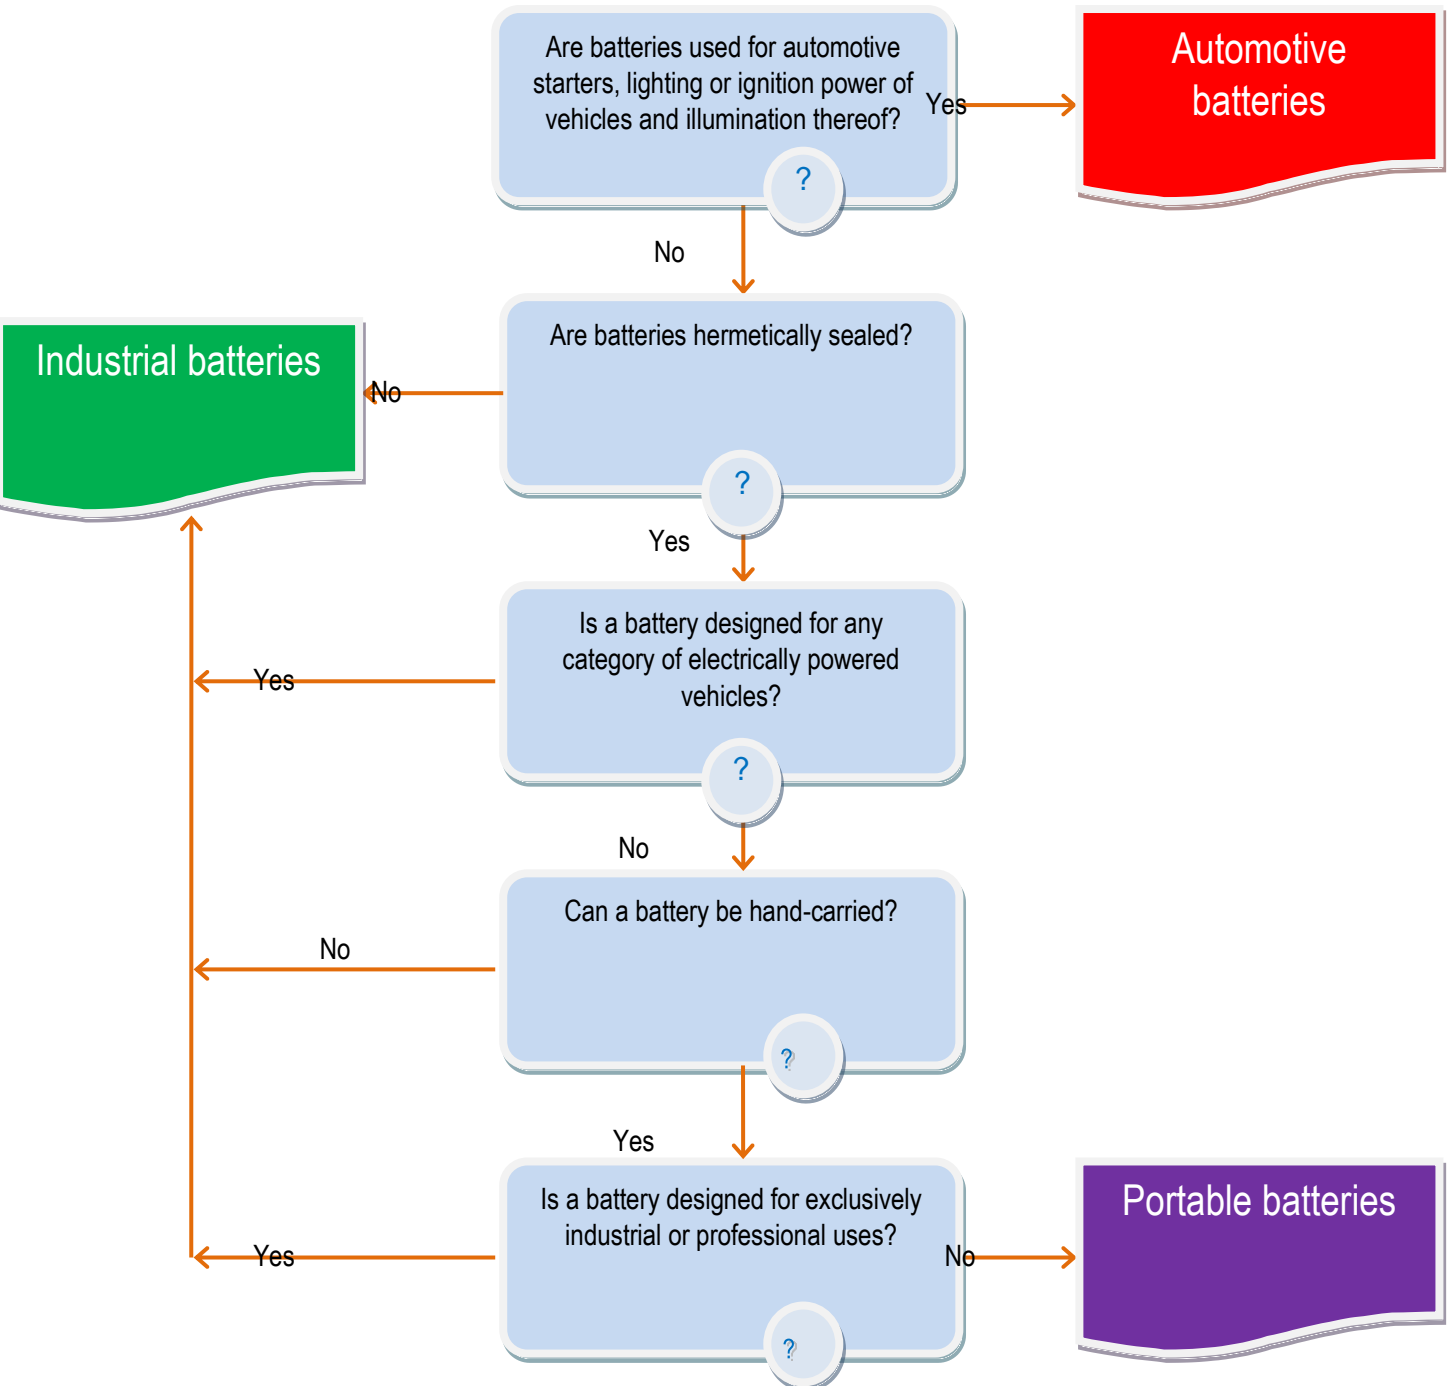 Are batteries used for automotive
starters, lighting or ignition power of
vehicles and illumination thereof?
Yes
Automotive
batteries
?
No
Are batteries hermetically sealed?
Industrial batteries
No
?
Yes
Is a battery designed for any
category of electrically powered
vehicles?
Yes
?
No
Can a battery be hand-carried?
No
?
Yes
Is a battery designed for exclusively
industrial or professional uses?
Yes
No
Portable batteries
?